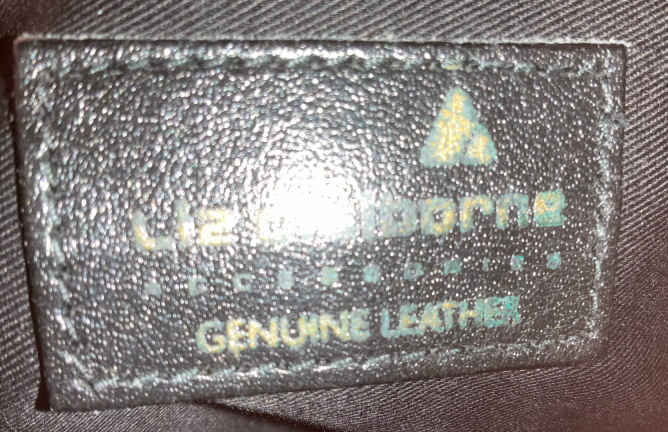 Liz claiborne
ACCESSORIES
GENUINE LEATHER